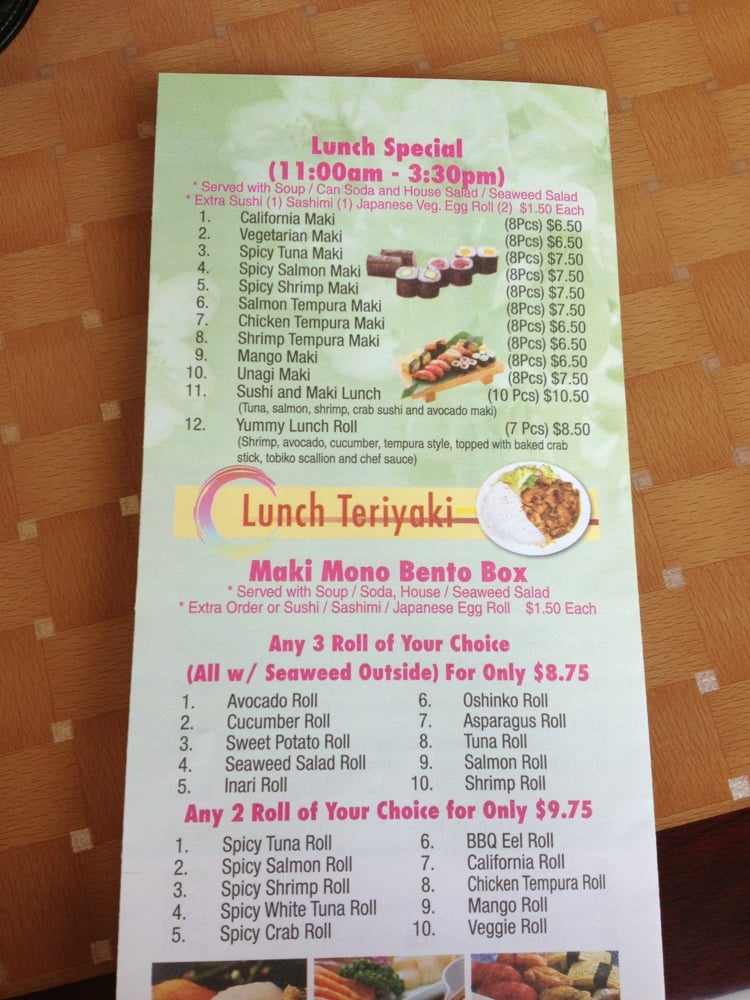 Lunch Special
(11:00am - 3:30pm)
* Served with Soup / Can Soda and House Salad / Seaweed Salad
* Extra Sushi (1) Sashimi (1) Japanese Veg. Egg Roll (2) $1.50 Each
1. California Maki (8Pcs) $6.50
2. Vegetarian Maki (8Pcs) $6.50
3. Spicy Tuna Maki (8Pcs) $7.50
4. Spicy Salmon Maki (8Pcs) $7.50
5. Spicy Shrimp Maki (8Pcs) $7.50
6. Salmon Tempura Maki (8Pcs) $7.50
7. Chicken Tempura Maki (8Pcs) $6.50
8. Shrimp Tempura Maki (8Pcs) $6.50
9. Mango Maki (8Pcs) $6.50
10. Unagi Maki (8Pcs) $7.50
11. Sushi and Maki Lunch (10 Pcs) $10.50
(Tuna, salmon, shrimp, crab sushi and avocado maki)
12. Yummy Lunch Roll (7 Pcs) $8.50
(Shrimp, avocado, cucumber, tempura style, topped with baked crab
stick, tobiko scallion and chef sauce)
Lunch Teriyaki
Maki Mono Bento Box
* Served with Soup / Soda, House / Seaweed Salad
* Extra Order or Sushi / Sashimi / Japanese Egg Roll $1.50 Each
Any 3 Roll of Your Choice
(All w/ Seaweed Outside) For Only $8.75
1. Avocado Roll 6. Oshinko Roll
2. Cucumber Roll 7. Asparagus Roll
3. Sweet Potato Roll 8. Tuna Roll
4. Seaweed Salad Roll 9. Salmon Roll
5. Inari Roll 10. Shrimp Roll
Any 2 Roll of Your Choice for Only $9.75
1. Spicy Tuna Roll 6. BBQ Eel Roll
2. Spicy Salmon Roll 7. California Roll
3. Spicy Shrimp Roll 8. Chicken Tempura Roll
4. Spicy White Tuna Roll 9. Mango Roll
5. Spicy Crab Roll 10. Veggie Roll